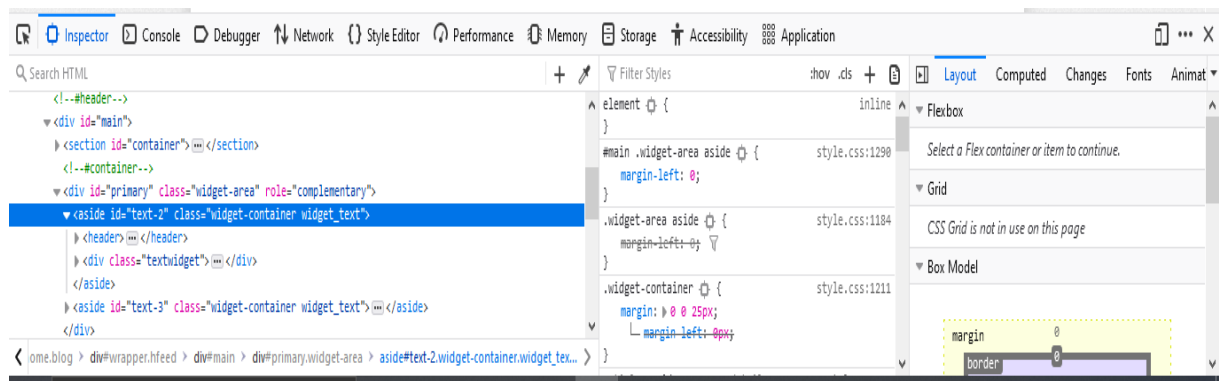 Inspector Console Debugger Network {} Style Editor Performance Memory Storage Accessibility Application
Search HTML
<!--#header-->
<div id="main">
<section id="container"> </section>
<!--#container-->
<div id="primary" class="widget-area" role="complementary">
<aside id="text-2" class="widget-container widget_text">
<header> </header>
<div class="textwidget"> </div>
</aside>
<aside id="text-3" class="widget-container widget_text"> </aside>
</div>
ome.blog > div#wrapper.hfeed > div#main > div#primary.widget-area > aside#text-2.widget-container.widget_tex...
Filter Styles :hov .cls +
element { inline
}
#main .widget-area aside { style.css:1290
margin-left: 0;
}
.widget-area aside { style.css:1184
margin-left: 0;
}
.widget-container { style.css:1211
margin: 0 0 25px;
margin-left: 0px;
}
Layout Computed Changes Fonts Animat
Flexbox
Select a Flex container or item to continue.
Grid
CSS Grid is not in use on this page
Box Model
margin 0
border 0